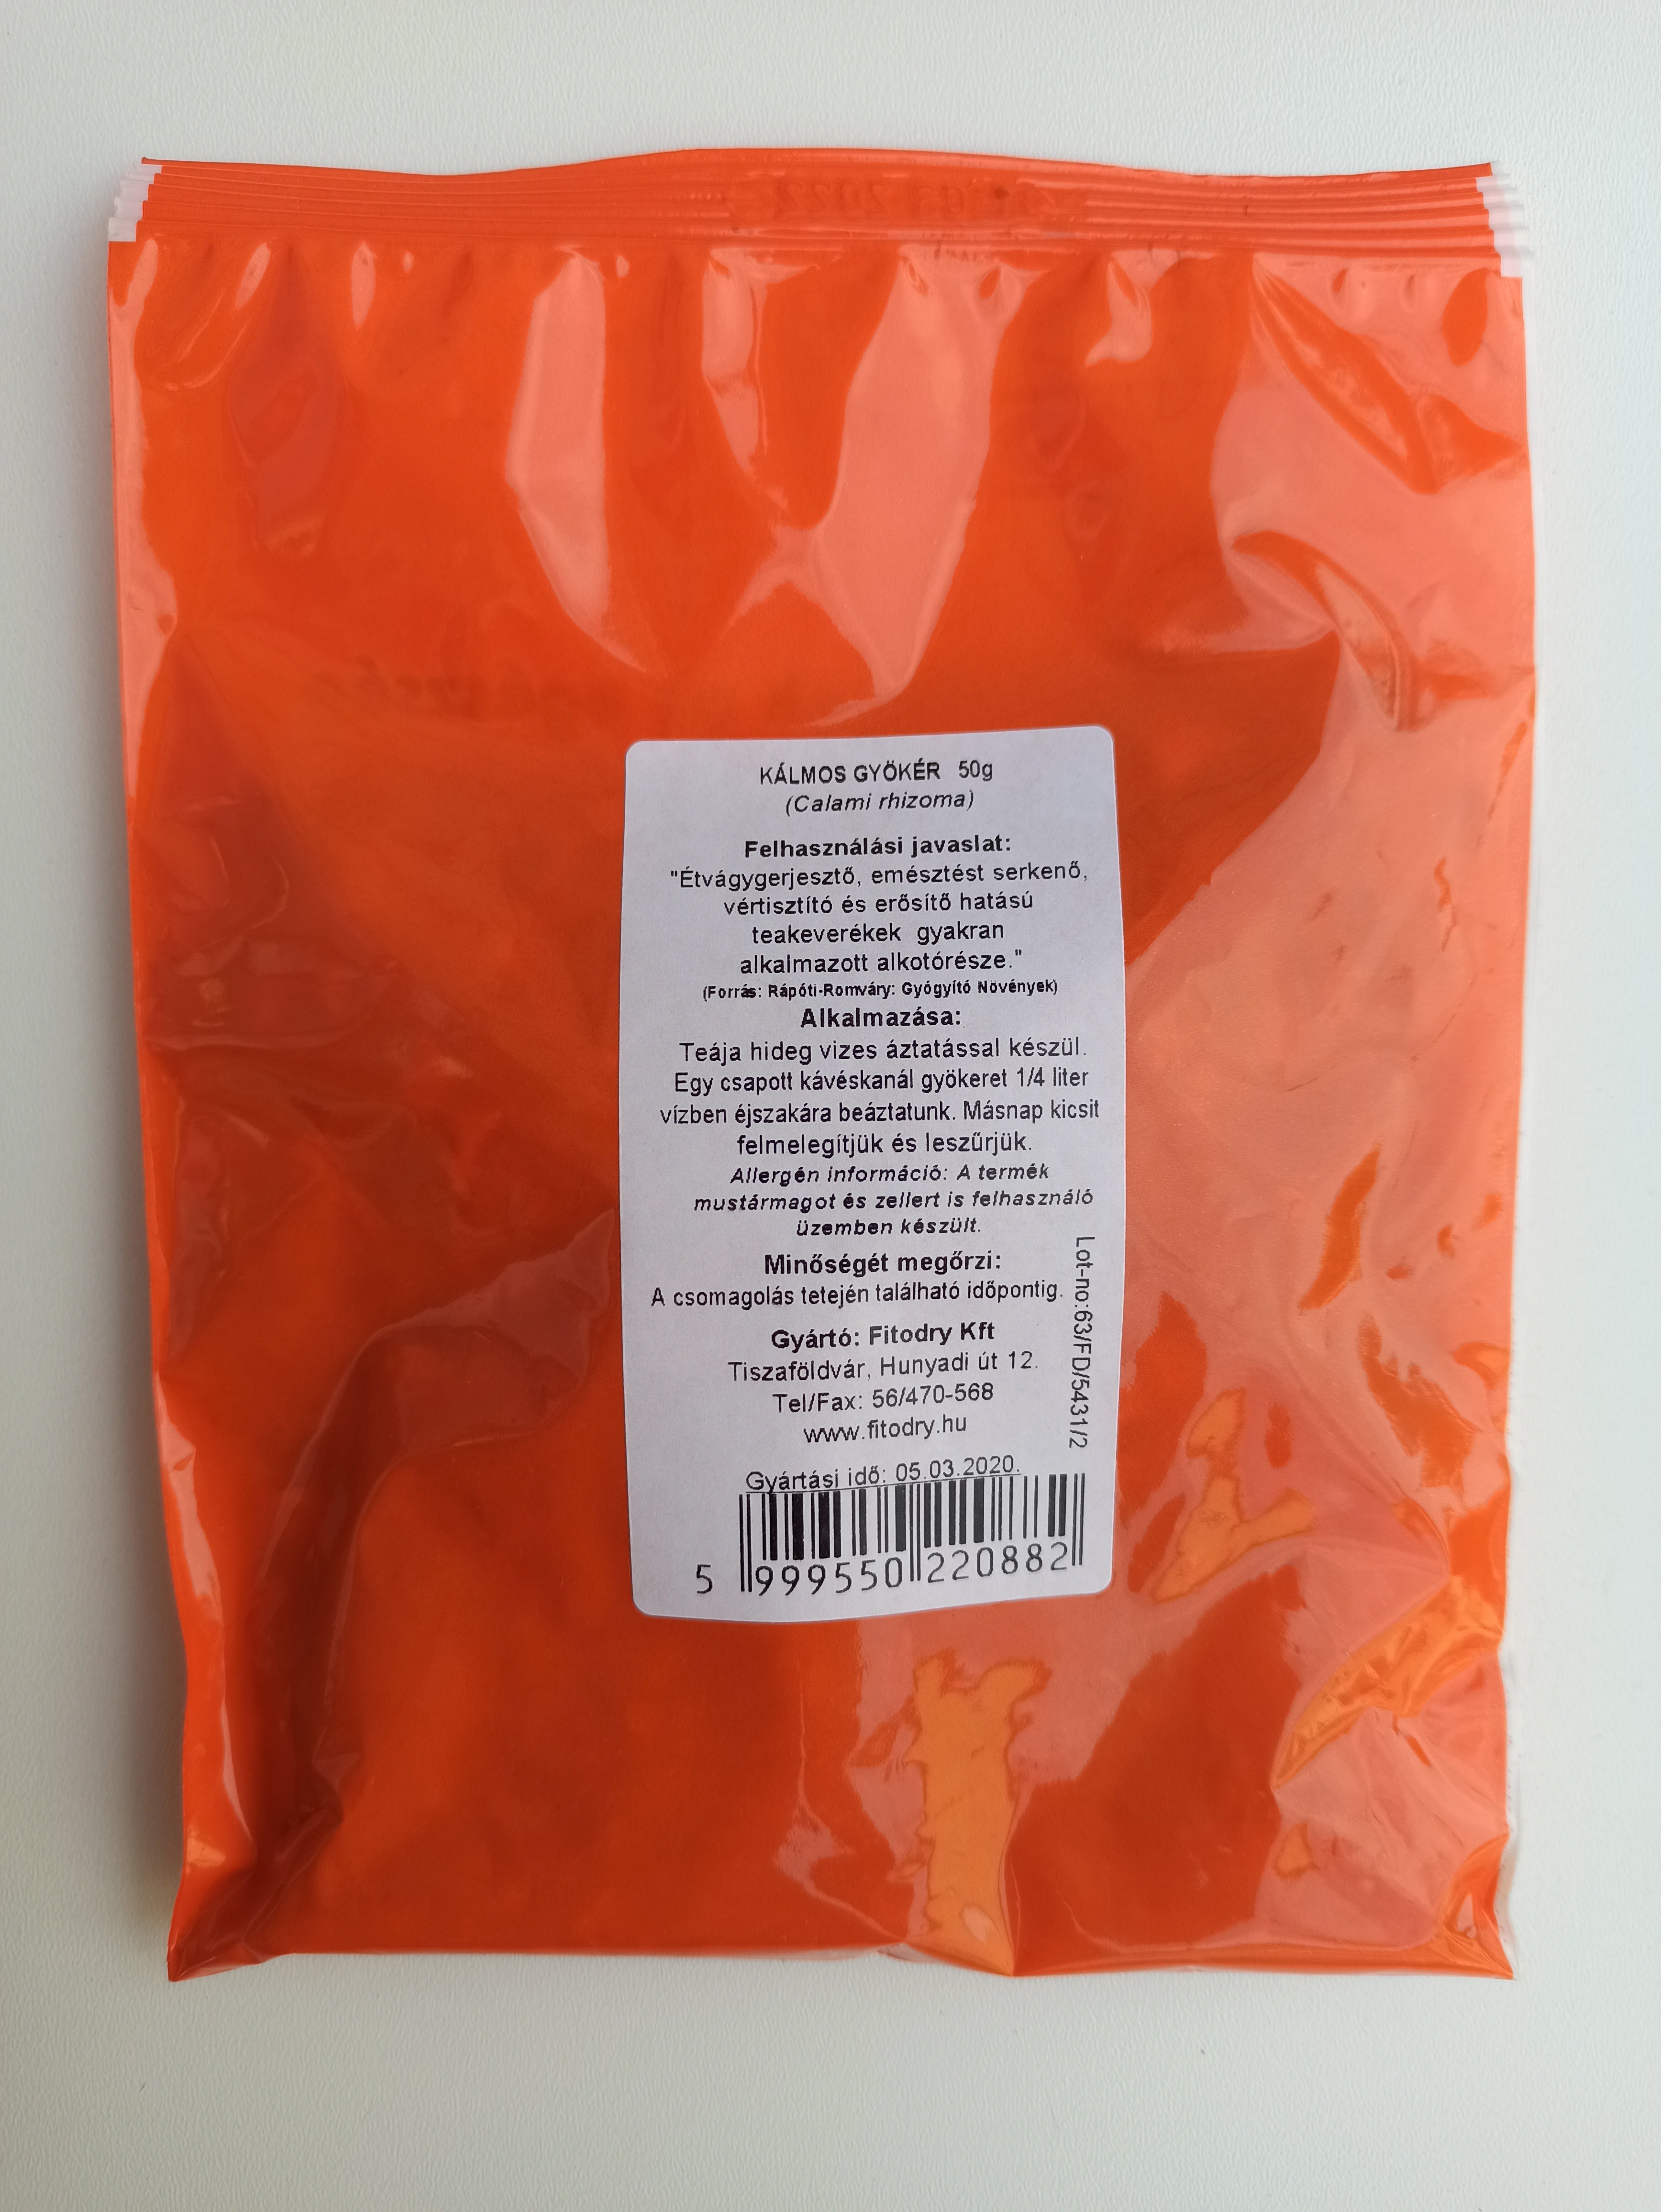 KÁLMOS GYÖKÉR 50g
(Calami rhizoma)
Felhasználási javaslat:
"Étvágygerjesztő, emésztést serkenő,
vértisztító és erősítő hatású
teakeverékek gyakran
alkalmazott alkotórésze."
(Forrás: Rápóti-Romváry: Gyógyító Növények)
Alkalmazása:
Teája hideg vizes áztatással készül.
Egy csapott kávéskanál gyökeret 1/4 liter
vízben éjszakára beáztatunk. Másnap kicsit
felmelegítjük és leszűrjük.
Allergén információ: A termék
mustármagot és zellert is felhasználó
üzemben készült.
Minőségét megőrzi:
A csomagolás tetején található időpontig.
Gyártó: Fitodry Kft
Tiszaföldvár, Hunyadi út 12.
Tel/Fax: 56/470-568
www.fitodry.hu
Lot-no:63/FD/5431/2
Gyártási idő: 05.03.2020.
5 999550 220882